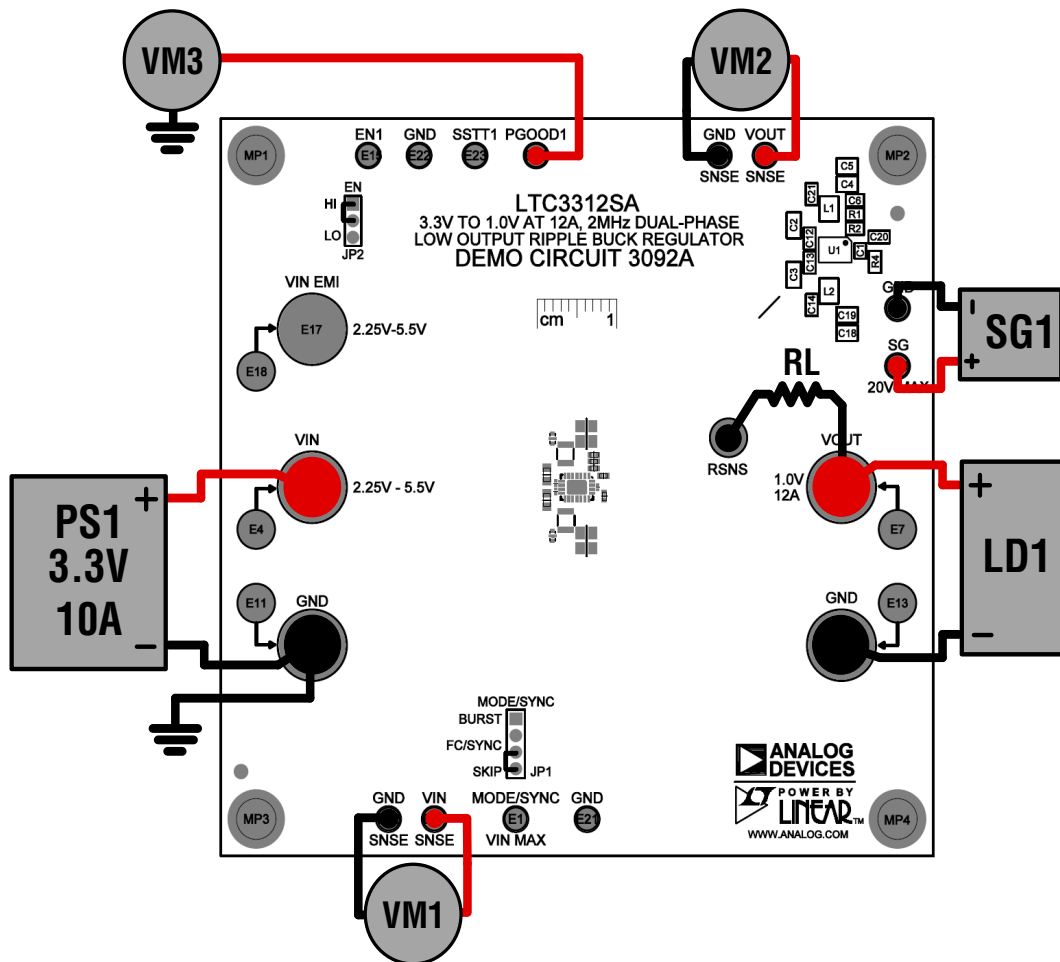 VM3
VM2
EN1 GND SSTT1 PGOOD1 GND VOUT
MP1 E15 E22 E23 SNSE SNSE MP2
EN
HI
LO
JP2
LTC3312SA
3.3V TO 1.0V AT 12A, 2MHz DUAL-PHASE
LOW OUTPUT RIPPLE BUCK REGULATOR
DEMO CIRCUIT 3092A
C5
C4
C21 L1 C6
R1
C2 R2
C12 U1 C1 C20
C13 R4
C3
L2
C14 C19
C18
VIN EMI
E17 2.25V-5.5V
E18
cm 1
GND
SG
20V MAX
SG1
- +
RL
RSNS
VIN
2.25V - 5.5V
E4
VOUT
1.0V
12A
E7
PS1
3.3V
10A
+ −
LD1
+ −
E11 GND
GND E13
MODE/SYNC
BURST
FC/SYNC
SKIP JP1
GND VIN MODE/SYNC GND
E1 E21
SNSE SNSE VIN MAX
MP3
MP4
ANALOG
DEVICES
POWER BY
LINEAR TM
WWW.ANALOG.COM
VM1